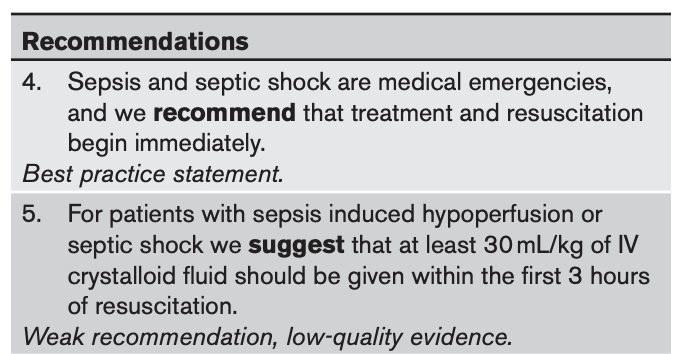 Recommendations
4. Sepsis and septic shock are medical emergencies,
and we recommend that treatment and resuscitation
begin immediately.
Best practice statement.
5. For patients with sepsis induced hypoperfusion or
septic shock we suggest that at least 30 mL/kg of IV
crystalloid fluid should be given within the first 3 hours
of resuscitation.
Weak recommendation, low-quality evidence.